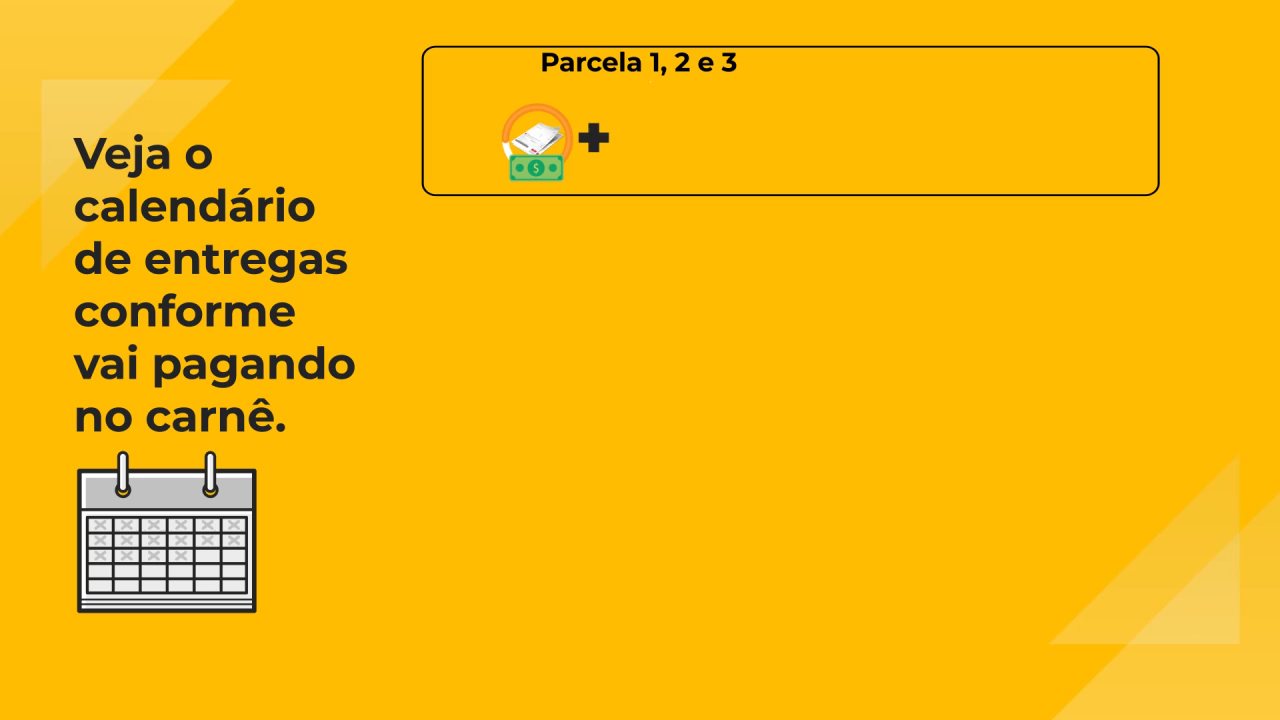 Parcela 1, 2 e 3
Veja o
calendário
de entregas
conforme
vai pagando
no carnê.